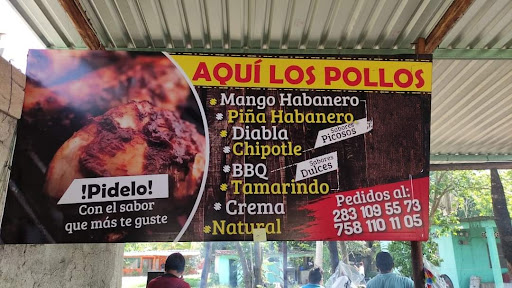 AQUÍ LOS POLLOS
* Mango Habanero
* Piña Habanero
* Diabla
* Chipotle
Sabores Picosos
* BBQ
* Tamarindo
Sabores Dulces
* Crema
* Natural
!Pidelo!
Con el sabor
que más te guste
Pedidos al:
283 109 55 73
758 110 11 05